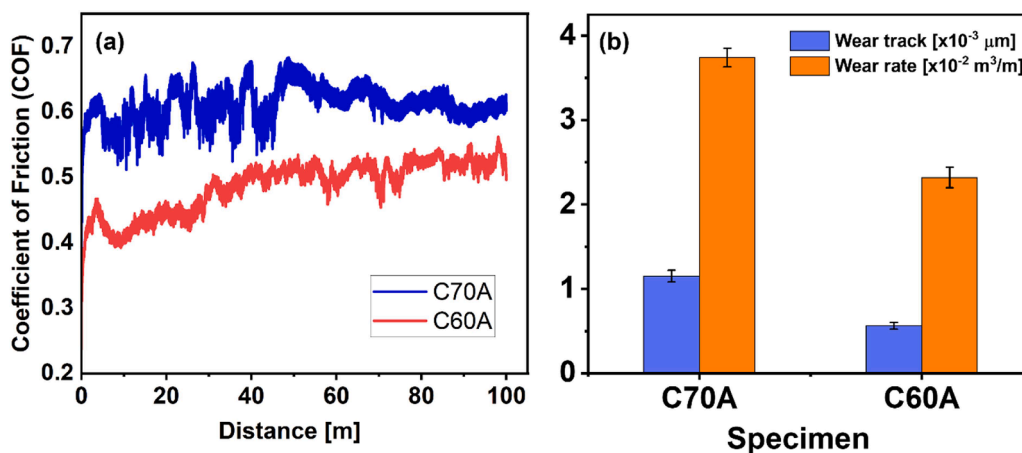 (a)
Coefficient of Friction (COF)
0.7
0.6
0.5
0.4
0.3
0.2
C70A
C60A
0
20
40
60
80
100
Distance [m]
(b)
Wear track [x10⁻³ μm]
Wear rate [x10⁻² m³/m]
4
3
2
1
0
C70A
C60A
Specimen